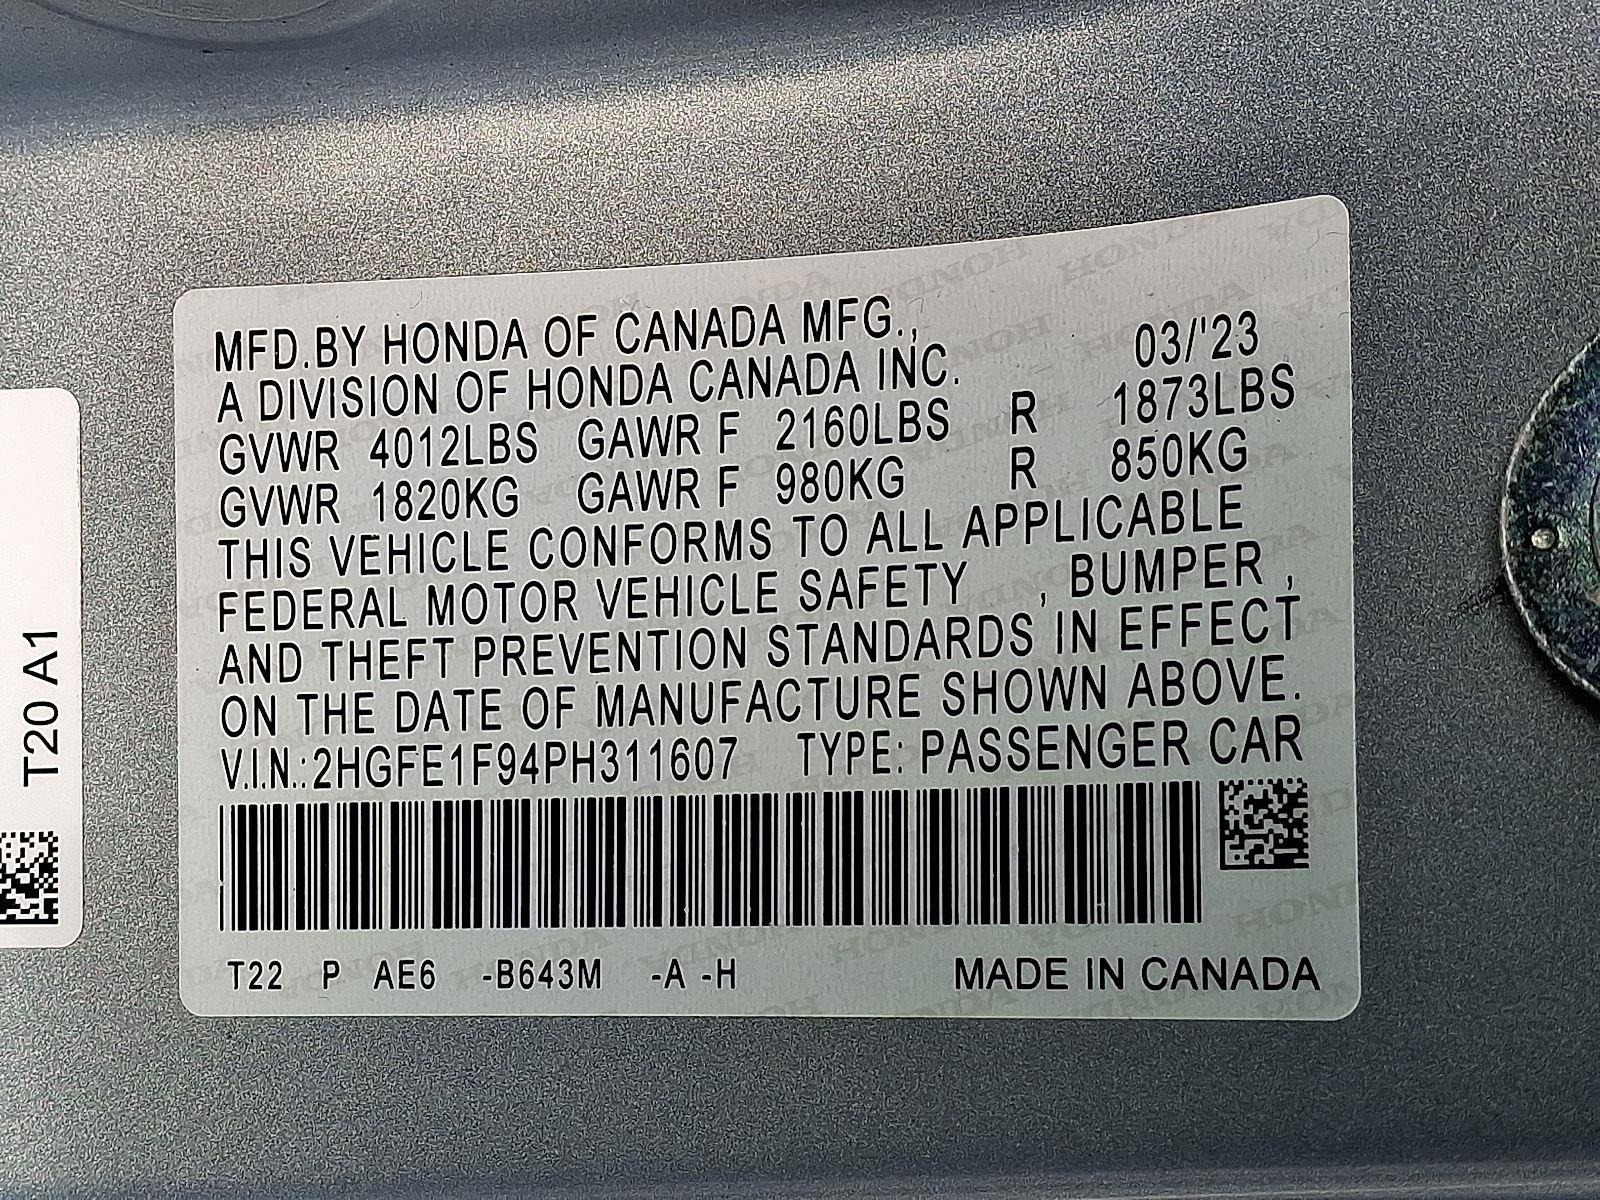 MFD.BY HONDA OF CANADA MFG.,
A DIVISION OF HONDA CANADA INC. 03/'23
GVWR 4012LBS GAWR F 2160LBS R 1873LBS
GVWR 1820KG GAWR F 980KG R 850KG
THIS VEHICLE CONFORMS TO ALL APPLICABLE
FEDERAL MOTOR VEHICLE SAFETY , BUMPER ,
AND THEFT PREVENTION STANDARDS IN EFFECT
ON THE DATE OF MANUFACTURE SHOWN ABOVE.
V.I.N.:2HGFE1F94PH311607 TYPE: PASSENGER CAR
T22 P AE6 -B643M -A -H MADE IN CANADA
T20 A1